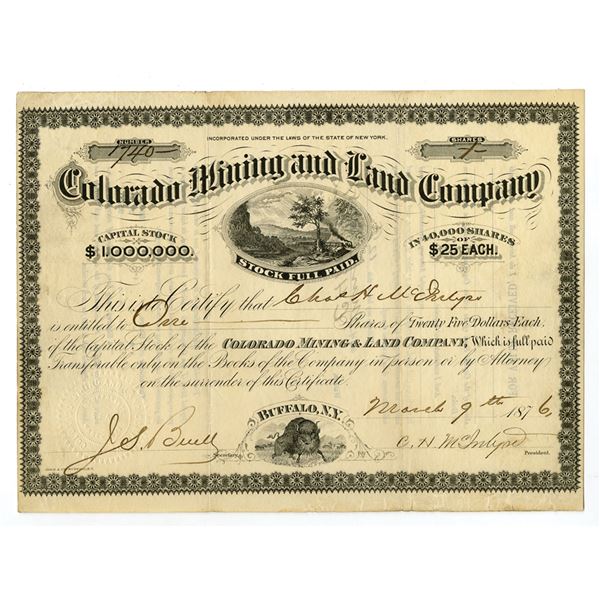 INCORPORATED UNDER THE LAWS OF THE STATE OF NEW YORK.
NUMBER
1740
SHARES
1
Colorado Mining and Land Company
CAPITAL STOCK
$1,000,000.
IN 40,000 SHARES
OF
$25 EACH.
STOCK FULL PAID.
This is to Certify that Chas H McIntyre
is entitled to One Shares of Twenty Five Dollars Each.
of the Capital Stock of the COLORADO MINING & LAND COMPANY, Which is full paid
Transferable only on the Books of the Company in person or by Attorney
on the surrender of this Certificate.
BUFFALO, N.Y. March 9th 1876
J. S. Buell
Secretary.
C. H. McIntyre
President.